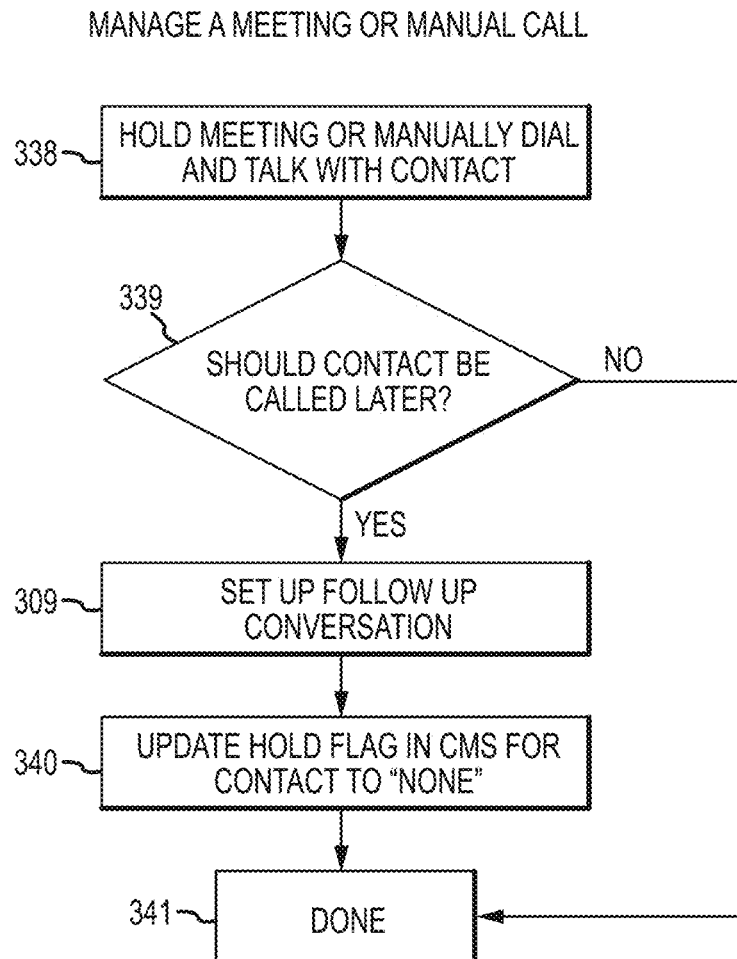 MANAGE A MEETING OR MANUAL CALL
338
HOLD MEETING OR MANUALLY DIAL
AND TALK WITH CONTACT
339
SHOULD CONTACT BE
CALLED LATER?
NO
YES
309
SET UP FOLLOW UP
CONVERSATION
340
UPDATE HOLD FLAG IN CMS FOR
CONTACT TO “NONE”
341
DONE